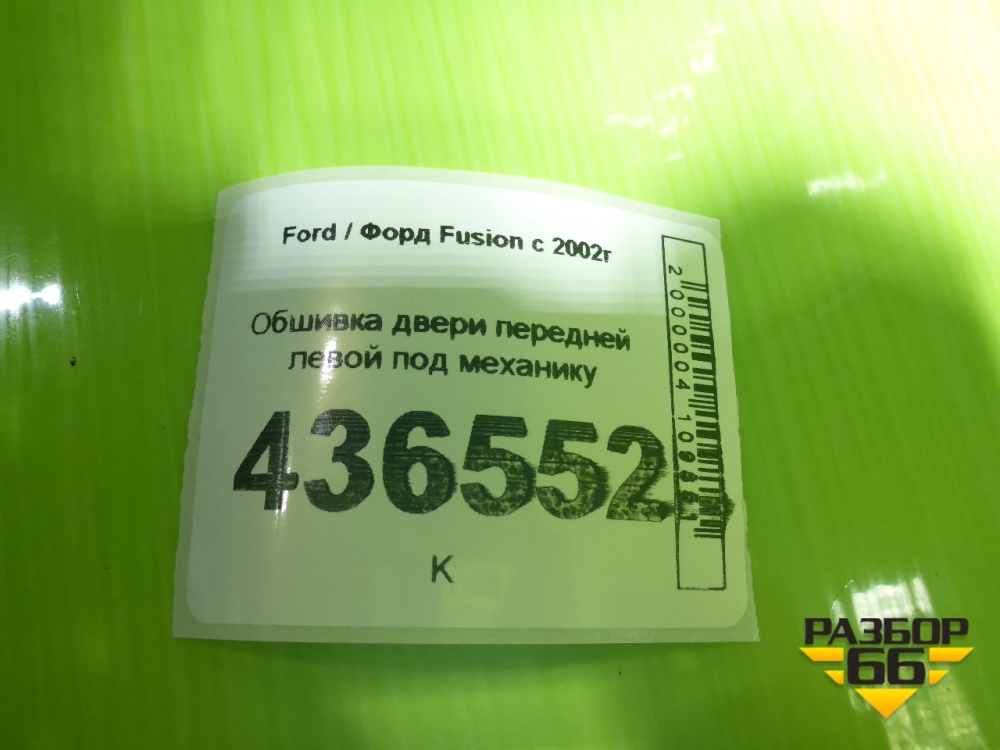 Ford / Форд Fusion с 2002г
Обшивка двери передней
левой под механику
436552
К
РАЗБОР
66